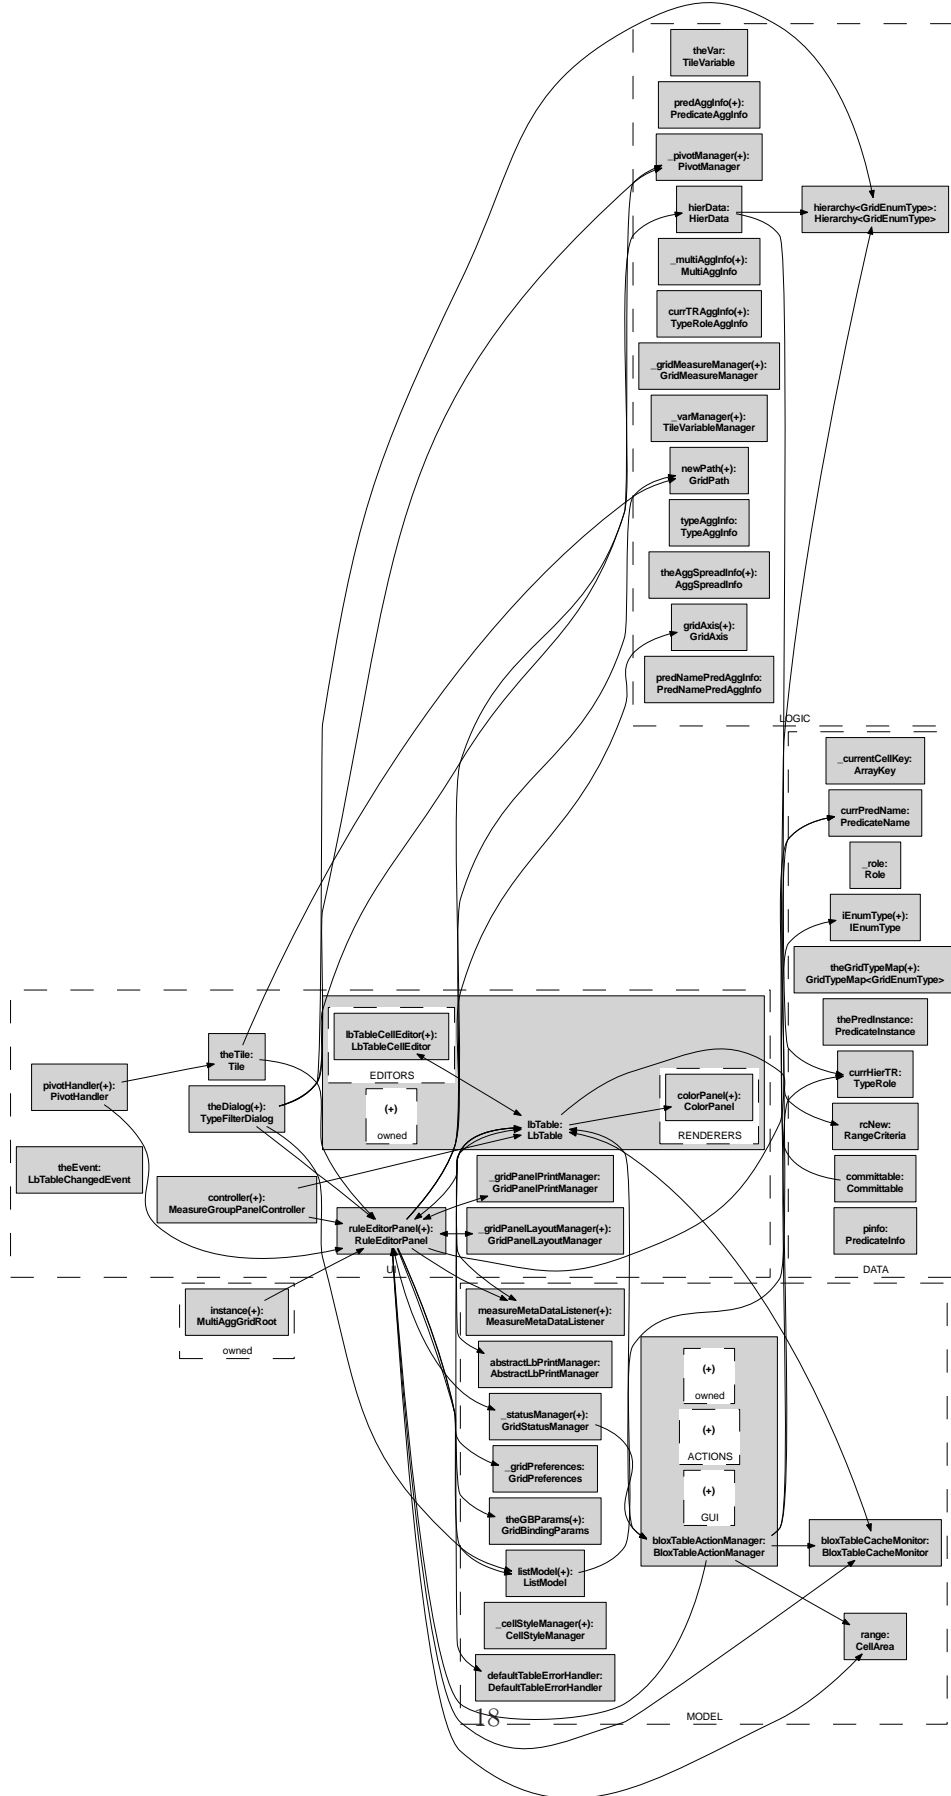 theVar:
TileVariable
predAggInfo(+):
PredicateAggInfo
_pivotManager(+):
PivotManager
hierData:
HierData
hierarchy<GridEnumType>:
Hierarchy<GridEnumType>
_multiAggInfo(+):
MultiAggInfo
currTRAggInfo(+):
TypeRoleAggInfo
_gridMeasureManager(+):
GridMeasureManager
_varManager(+):
TileVariableManager
newPath(+):
GridPath
typeAggInfo:
TypeAggInfo
theAggSpreadInfo(+):
AggSpreadInfo
gridAxis(+):
GridAxis
predNamePredAggInfo:
PredNamePredAggInfo
LOGIC
_currentCellKey:
ArrayKey
currPredName:
PredicateName
_role:
Role
iEnumType(+):
IEnumType
theGridTypeMap(+):
GridTypeMap<GridEnumType>
thePredInstance:
PredicateInstance
currHierTR:
TypeRole
rcNew:
RangeCriteria
committable:
Committable
pinfo:
PredicateInfo
DATA
lbTableCellEditor(+):
LbTableCellEditor
EDITORS
(+)
owned
colorPanel(+):
ColorPanel
RENDERERS
lbTable:
LbTable
theTile:
Tile
pivotHandler(+):
PivotHandler
theDialog(+):
TypeFilterDialog
theEvent:
LbTableChangedEvent
controller(+):
MeasureGroupPanelController
_gridPanelPrintManager:
GridPanelPrintManager
ruleEditorPanel(+):
RuleEditorPanel
_gridPanelLayoutManager(+):
GridPanelLayoutManager
UI
instance(+):
MultiAggGridRoot
owned
measureMetaDataListener(+):
MeasureMetaDataListener
abstractLbPrintManager:
AbstractLbPrintManager
_statusManager(+):
GridStatusManager
_gridPreferences:
GridPreferences
theGBParams(+):
GridBindingParams
listModel(+):
ListModel
_cellStyleManager(+):
CellStyleManager
defaultTableErrorHandler:
DefaultTableErrorHandler
(+)
owned
(+)
ACTIONS
(+)
GUI
bloxTableActionManager:
BloxTableActionManager
bloxTableCacheMonitor:
BloxTableCacheMonitor
range:
CellArea
MODEL
18